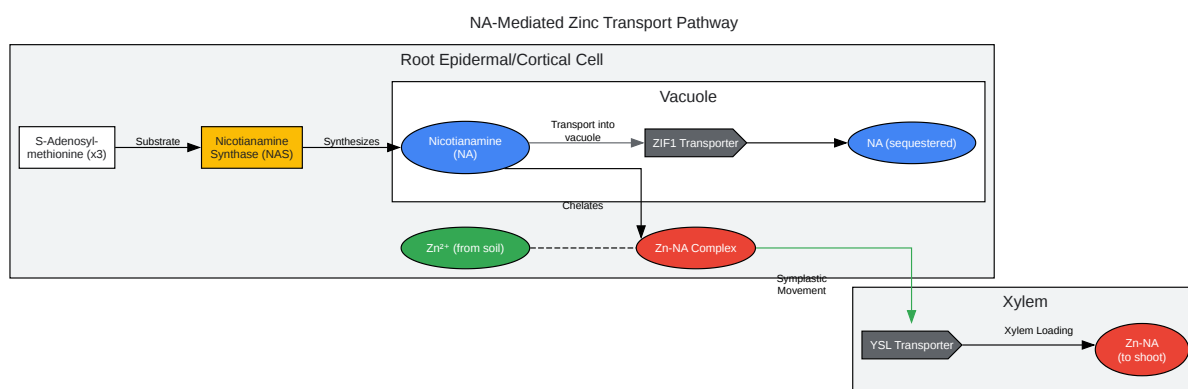 NA-Mediated Zinc Transport Pathway
Root Epidermal/Cortical Cell
Vacuole
S-Adenosyl-
methionine (x3)
Substrate
Nicotianamine
Synthase (NAS)
Synthesizes
Nicotianamine
(NA)
Transport into
vacuole
ZIF1 Transporter
NA (sequestered)
Chelates
Zn²⁺ (from soil)
Zn-NA Complex
Symplastic
Movement
Xylem
YSL Transporter
Xylem Loading
Zn-NA
(to shoot)